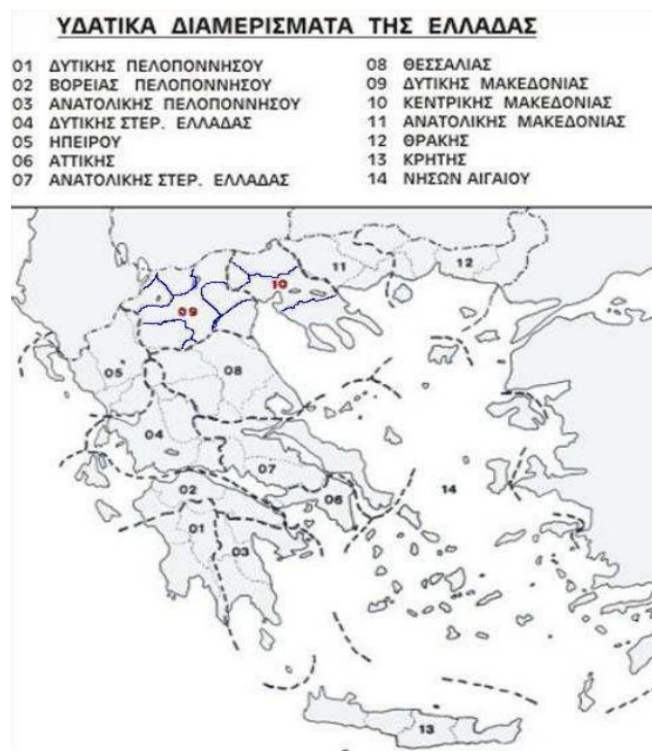 ΥΔΑΤΙΚΑ ΔΙΑΜΕΡΙΣΜΑΤΑ ΤΗΣ ΕΛΛΑΔΑΣ
01 ΔΥΤΙΚΗΣ ΠΕΛΟΠΟΝΝΗΣΟΥ
02 ΒΟΡΕΙΑΣ ΠΕΛΟΠΟΝΝΗΣΟΥ
03 ΑΝΑΤΟΛΙΚΗΣ ΠΕΛΟΠΟΝΝΗΣΟΥ
04 ΔΥΤΙΚΗΣ ΣΤΕΡ. ΕΛΛΑΔΑΣ
05 ΗΠΕΙΡΟΥ
06 ΑΤΤΙΚΗΣ
07 ΑΝΑΤΟΛΙΚΗΣ ΣΤΕΡ. ΕΛΛΑΔΑΣ
08 ΘΕΣΣΑΛΙΑΣ
09 ΔΥΤΙΚΗΣ ΜΑΚΕΔΟΝΙΑΣ
10 ΚΕΝΤΡΙΚΗΣ ΜΑΚΕΔΟΝΙΑΣ
11 ΑΝΑΤΟΛΙΚΗΣ ΜΑΚΕΔΟΝΙΑΣ
12 ΘΡΑΚΗΣ
13 ΚΡΗΤΗΣ
14 ΝΗΣΩΝ ΑΙΓΑΙΟΥ
12
11
10
09
05
08
04
07
02
06
14
01
03
13